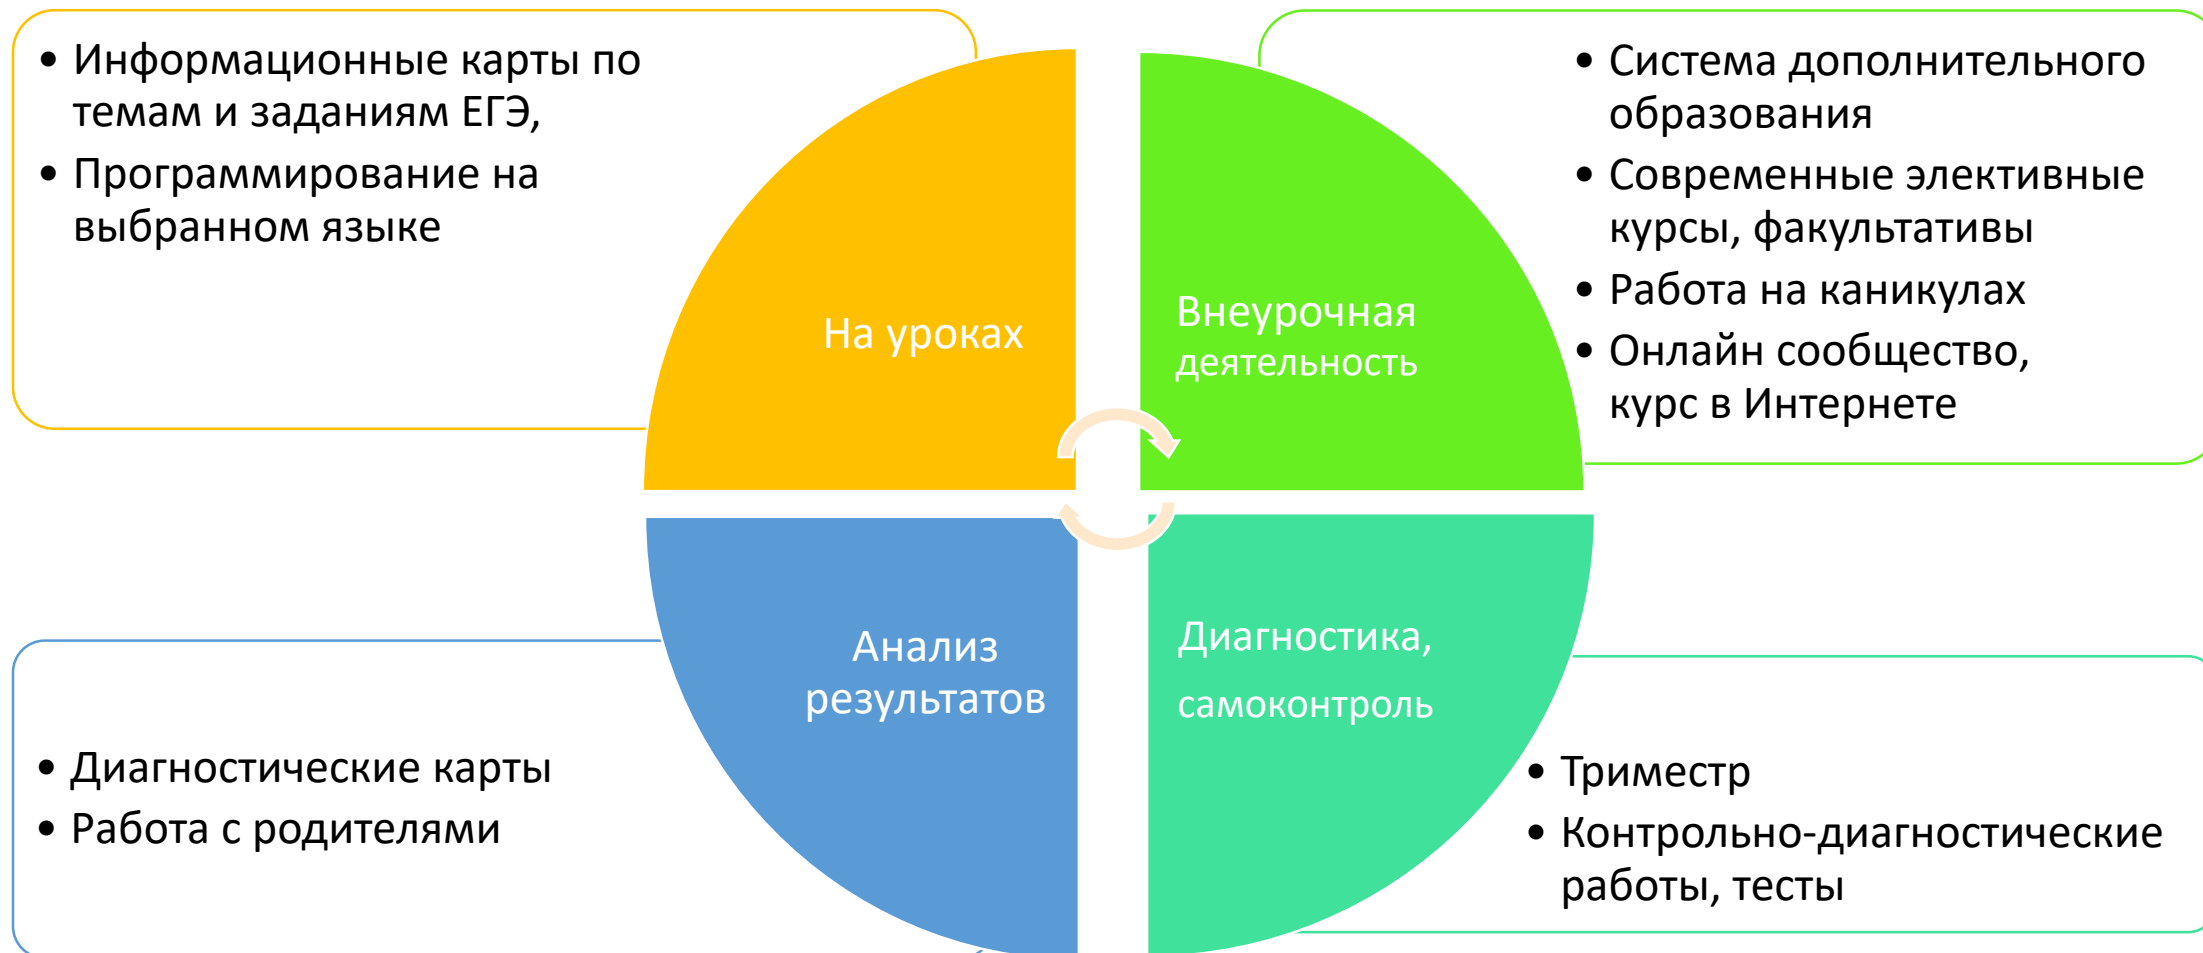 • Информационные карты по
темам и заданиям ЕГЭ,
• Программирование на
выбранном языке
На уроках
Внеурочная
деятельность
• Система дополнительного
образования
• Современные элективные
курсы, факультативы
• Работа на каникулах
• Онлайн сообщество,
курс в Интернете
• Диагностические карты
• Работа с родителями
Анализ
результатов
Диагностика,
самоконтроль
• Триместр
• Контрольно-диагностические
работы, тесты